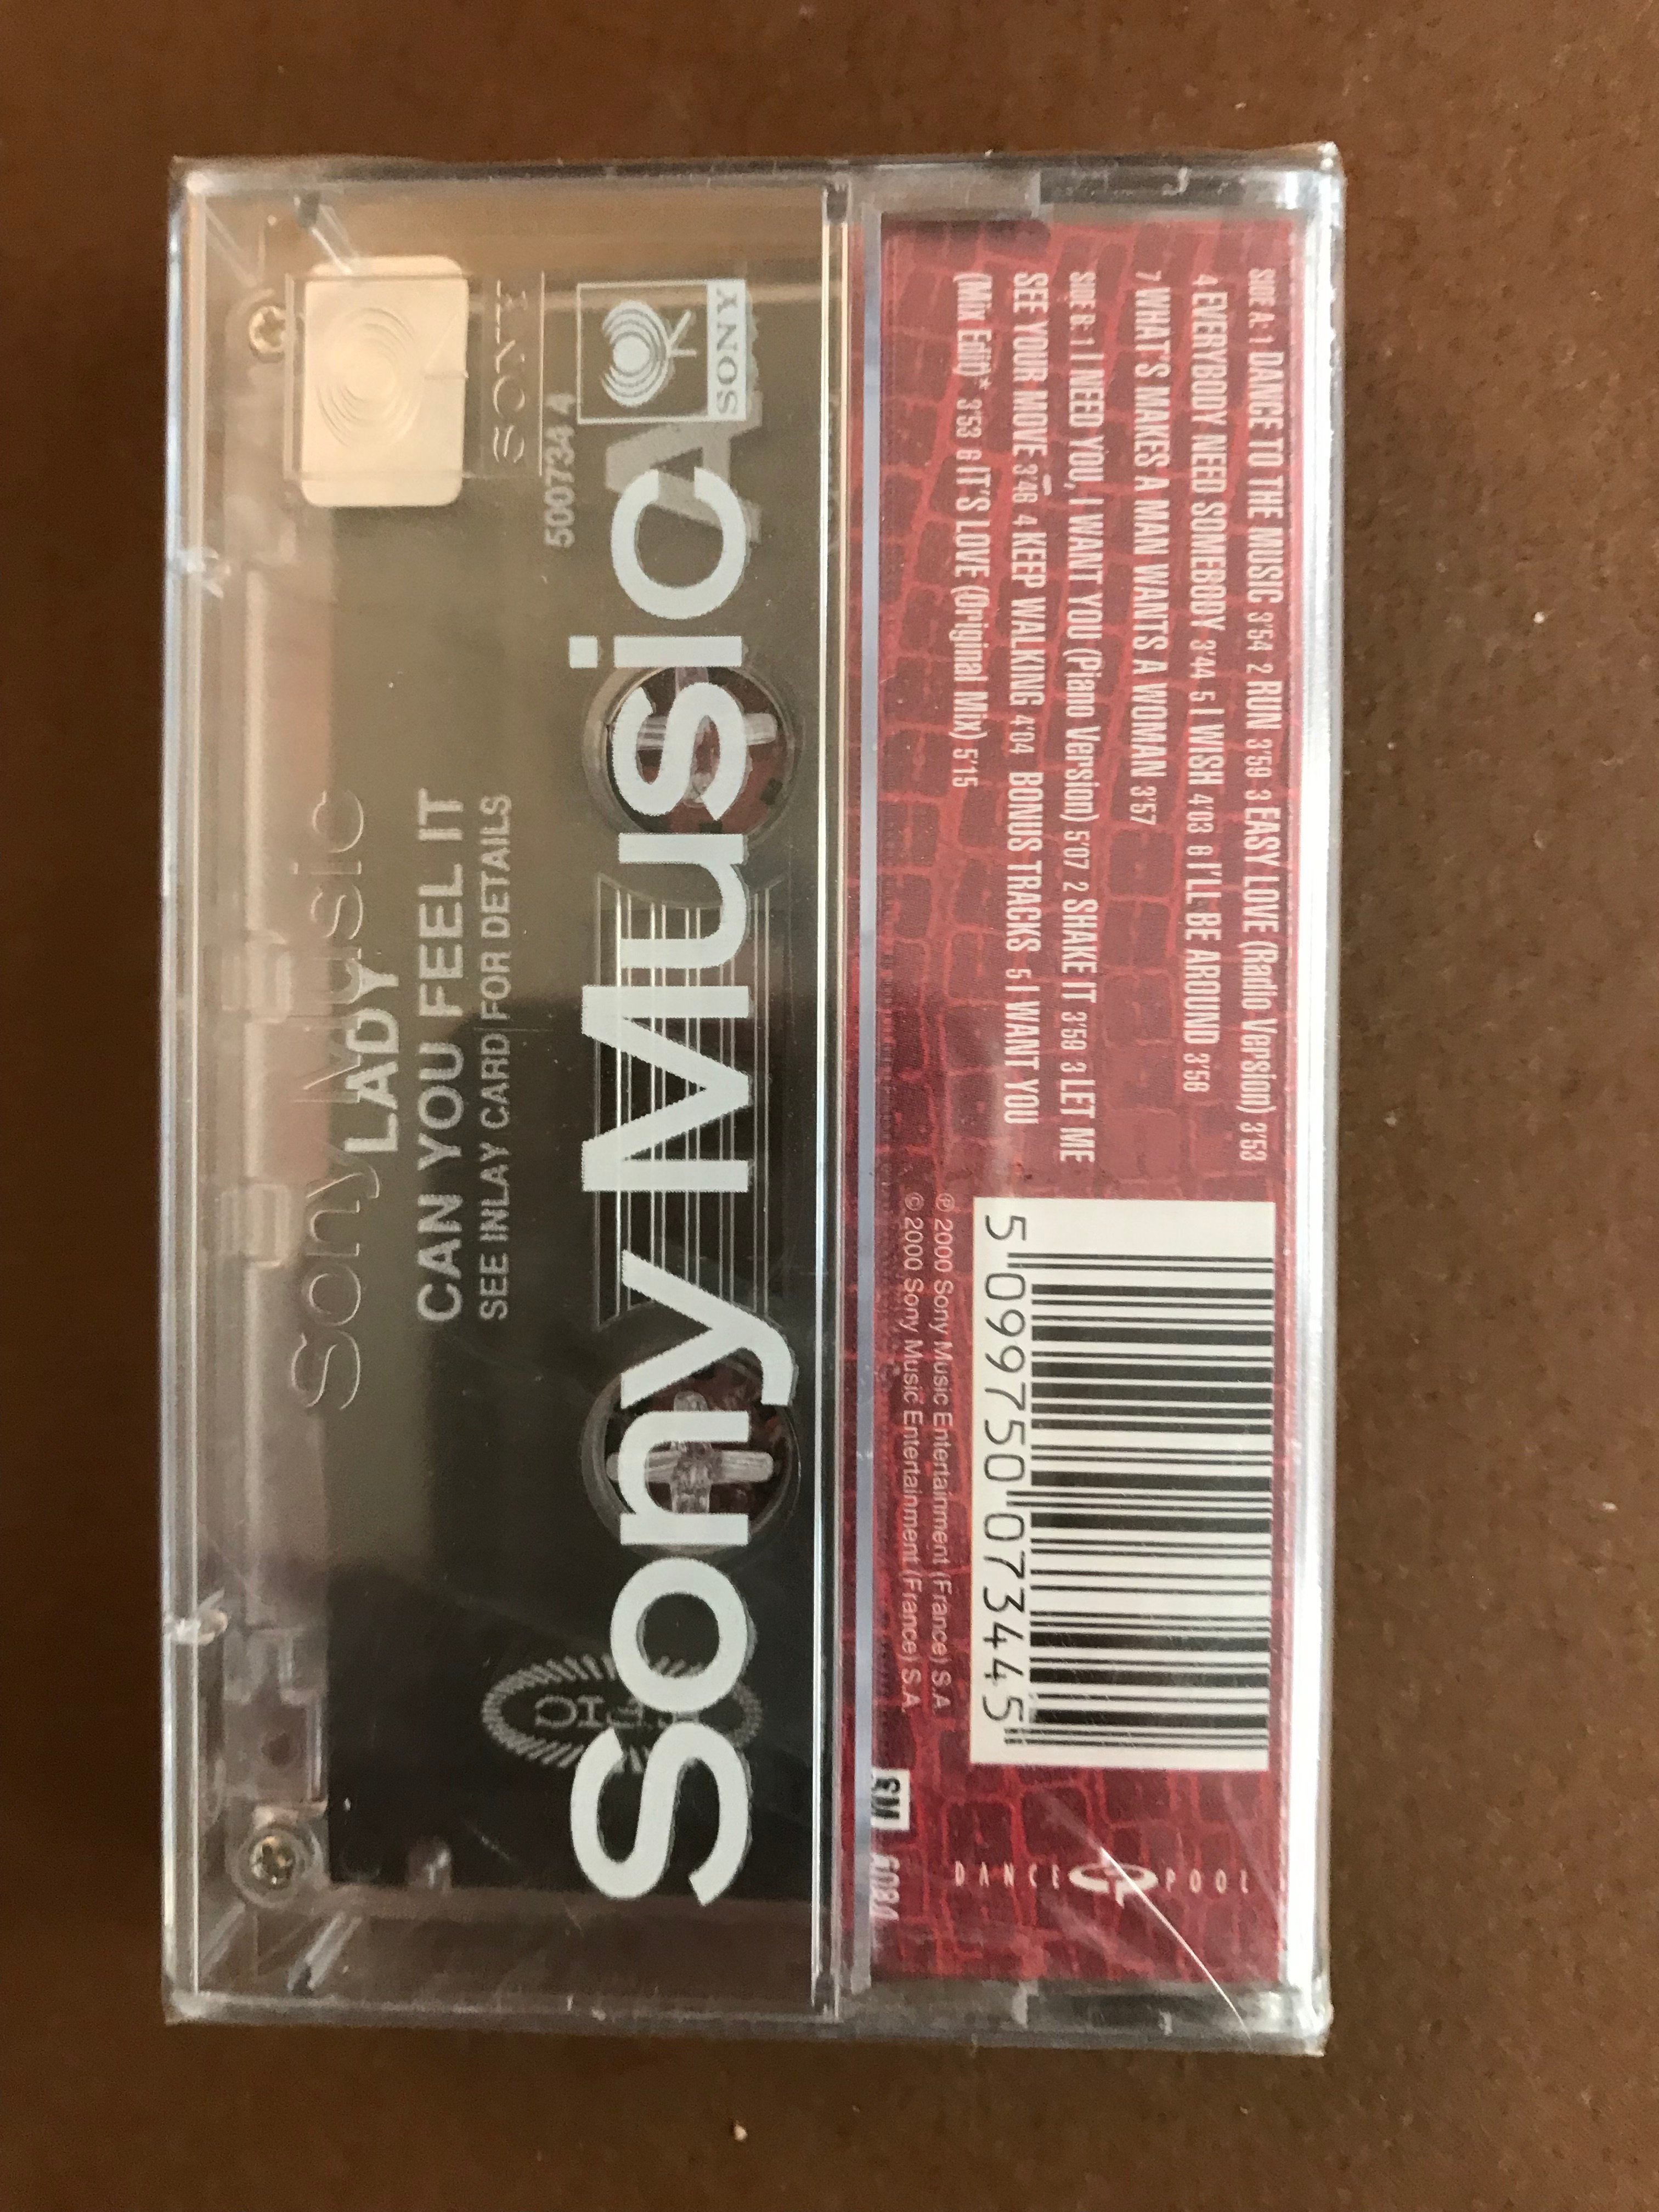 SIDE A: 1 DANCE TO THE MUSIC 3'54 2 RUN 3'58 3 EASY LOVE (Radio Version) 3'53
4 EVERYBODY NEED SOMEBODY 3'44 5 I WISH 4'03 6 I'LL BE AROUND 3'56
7 WHAT'S MAKES A MAN WANTS A WOMAN 3'57
SIDE B: 1 I NEED YOU, I WANT YOU (Piano Version) 5'07 2 SHAKE IT 3'58 3 LET ME
SEE YOUR MOVE 3'46 4 KEEP WALKING 4'04 BONUS TRACKS 5 I WANT YOU
(Mix Edit)* 3'53 6 IT'S LOVE (Original Mix) 5'15
5 099750 073445
℗ 2000 Sony Music Entertainment (France) S.A
© 2000 Sony Music Entertainment (France) S.A.
DANCE POOL
SM
SONY
A
Sony Music
500734 4
SONY
LADY
CAN YOU FEEL IT
SEE INLAY CARD FOR DETAILS
Sony Music